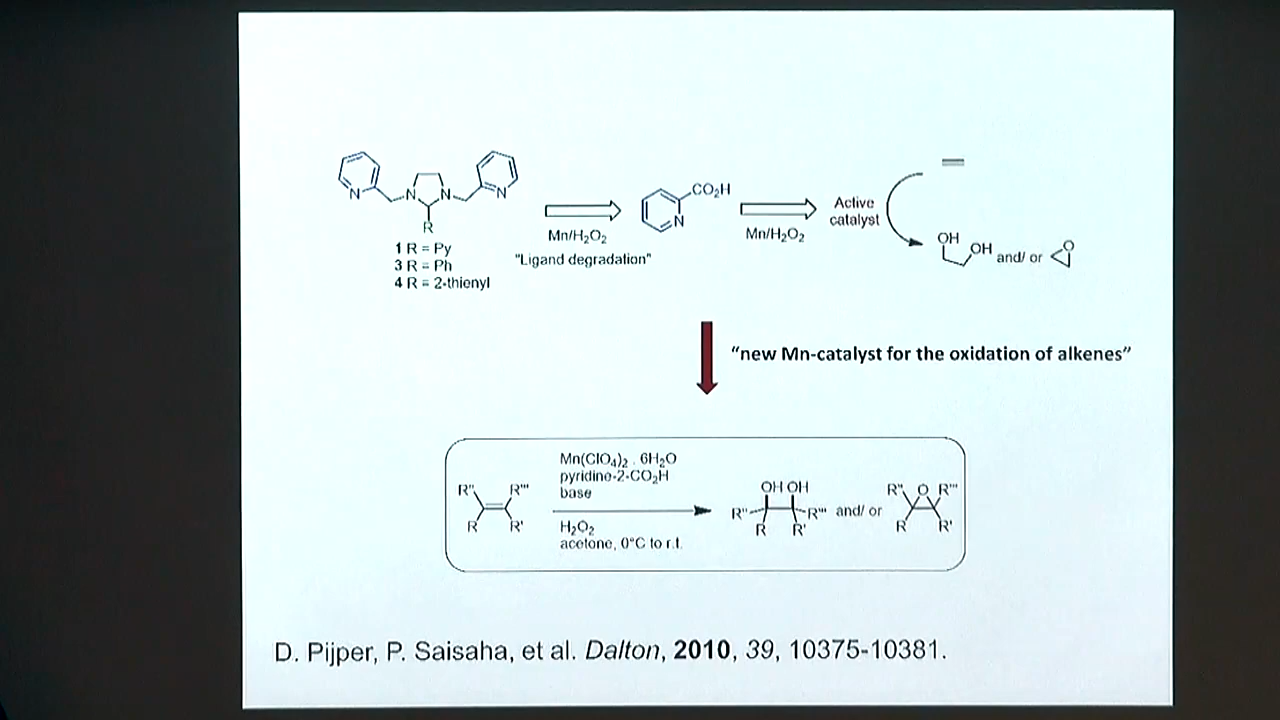 N
N
N
N
R
1 R = Py
3 R = Ph
4 R = 2-thienyl
Mn/H₂O₂
"Ligand degradation"
CO₂H
N
Mn/H₂O₂
Active
catalyst
OH
OH
and/ or
O
“new Mn-catalyst for the oxidation of alkenes”
R" R'''
R R'
Mn(ClO₄)₂ . 6H₂O
pyridine-2-CO₂H
base
H₂O₂
acetone, 0°C to r.t.
OH OH
R" R'''
R R'
and/ or
R" O R'''
R R'
D. Pijper, P. Saisaha, et al. Dalton, 2010, 39, 10375-10381.